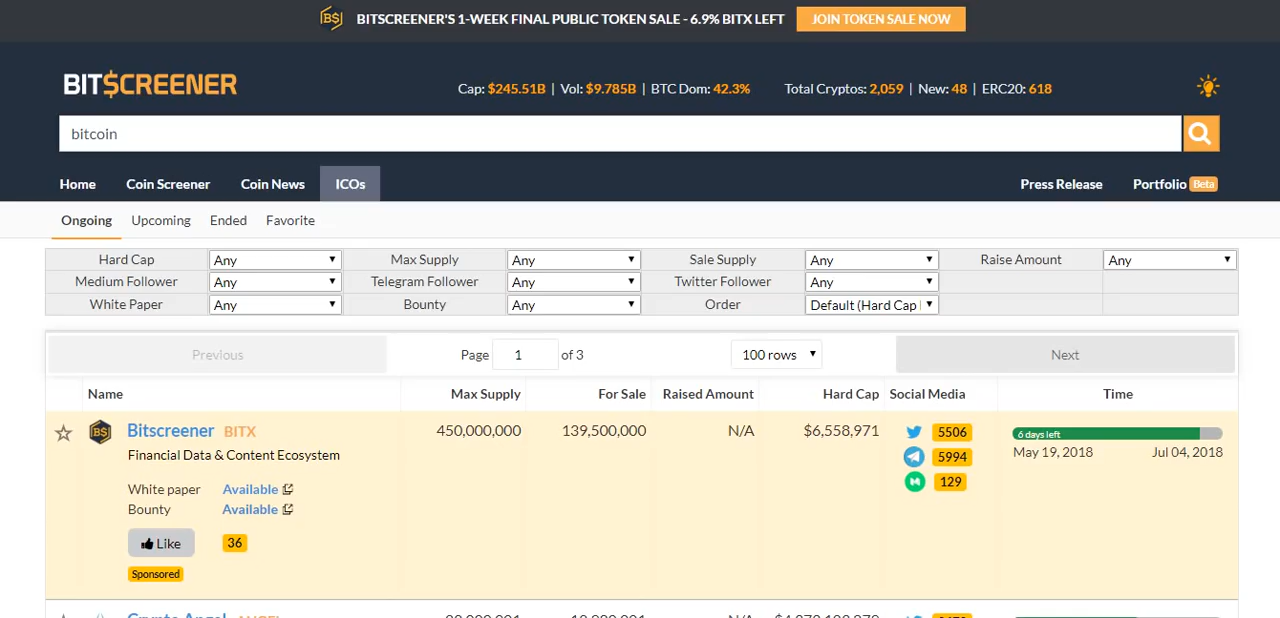 B$ BITSCREENER'S 1-WEEK FINAL PUBLIC TOKEN SALE - 6.9% BITX LEFT JOIN TOKEN SALE NOW
BIT$CREENER Cap: $245.51B | Vol: $9.785B | BTC Dom: 42.3% Total Cryptos: 2,059 | New: 48 | ERC20: 618
bitcoin
Home Coin Screener Coin News ICOs Press Release Portfolio Beta
Ongoing Upcoming Ended Favorite
Hard Cap Any Max Supply Any Sale Supply Any Raise Amount Any
Medium Follower Any Telegram Follower Any Twitter Follower Any
White Paper Any Bounty Any Order Default (Hard Cap
Previous Page 1 of 3 100 rows Next
Name Max Supply For Sale Raised Amount Hard Cap Social Media Time
B$ Bitscreener BITX 450,000,000 139,500,000 N/A $6,558,971 5506 6 days left
Financial Data & Content Ecosystem 5994 May 19, 2018 Jul 04, 2018
White paper Available 129
Bounty Available
Like 36
Sponsored